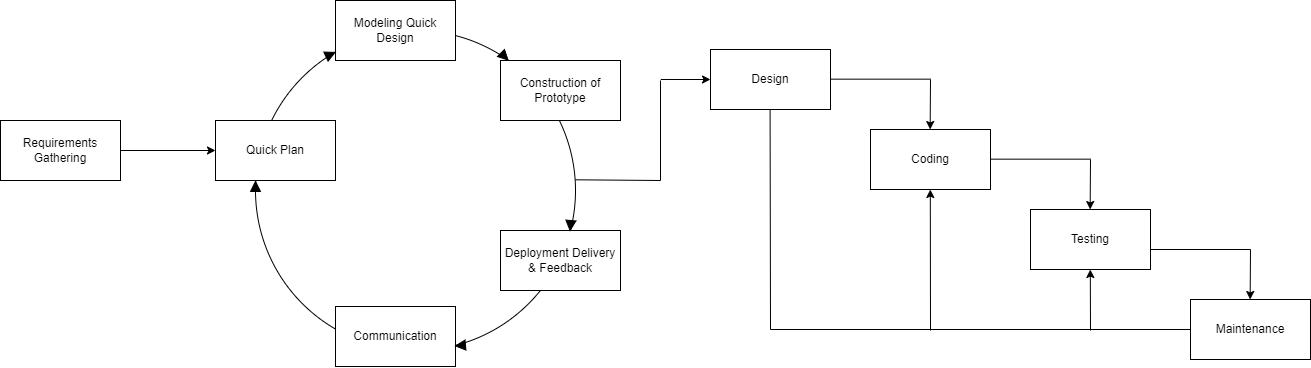 Modeling Quick
Design
Construction of
Prototype
Design
Requirements
Gathering
Quick Plan
Coding
Testing
Deployment Delivery
& Feedback
Communication
Maintenance